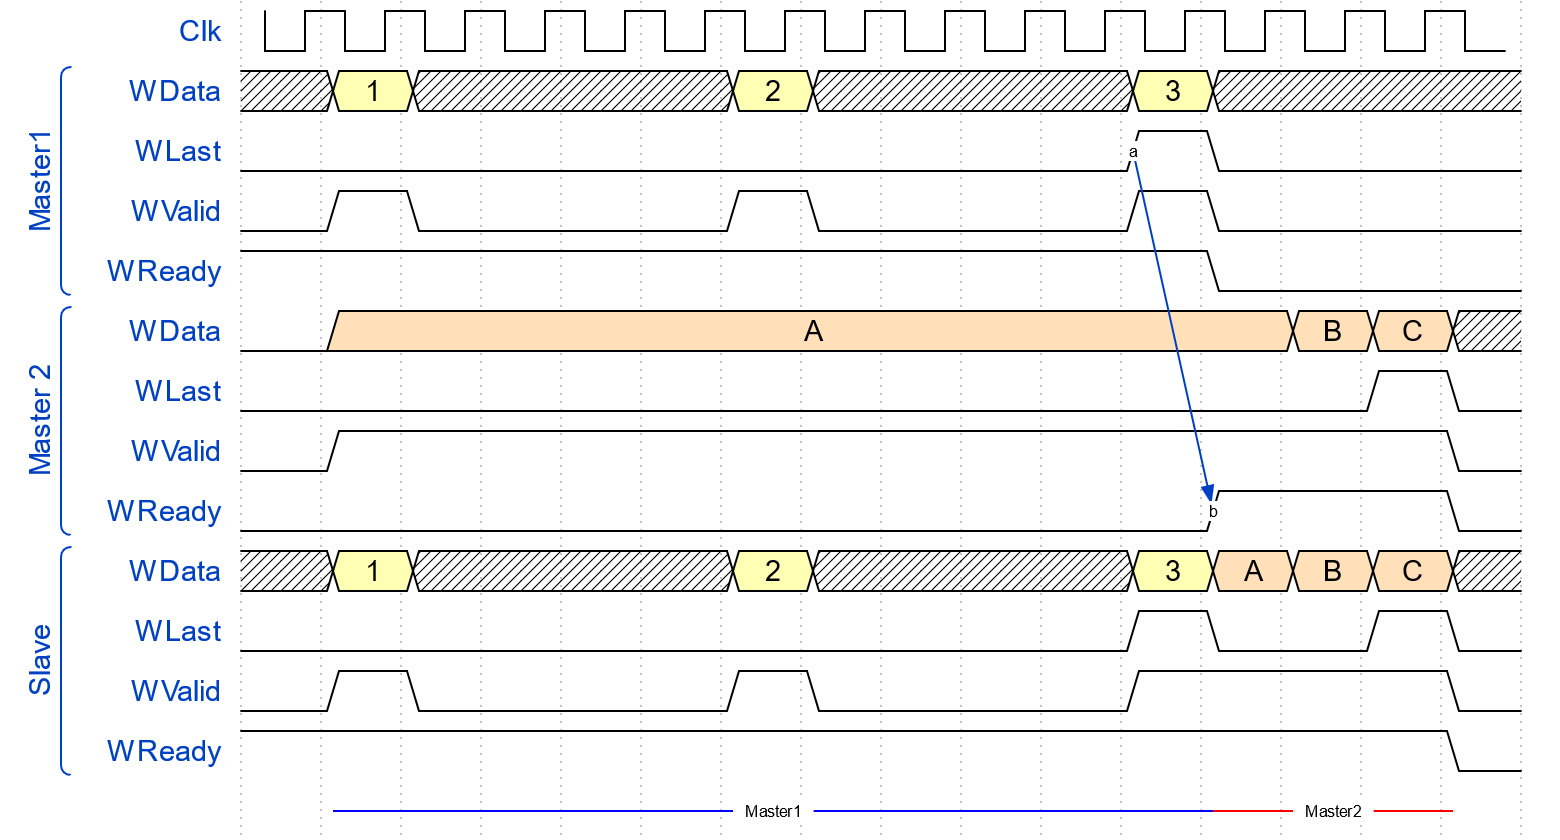 Clk
Master1
WData 1 2 3
WLast a
WValid
WReady
Master 2
WData A B C
WLast
WValid
WReady b
Slave
WData 1 2 3 A B C
WLast
WValid
WReady
Master1 Master2